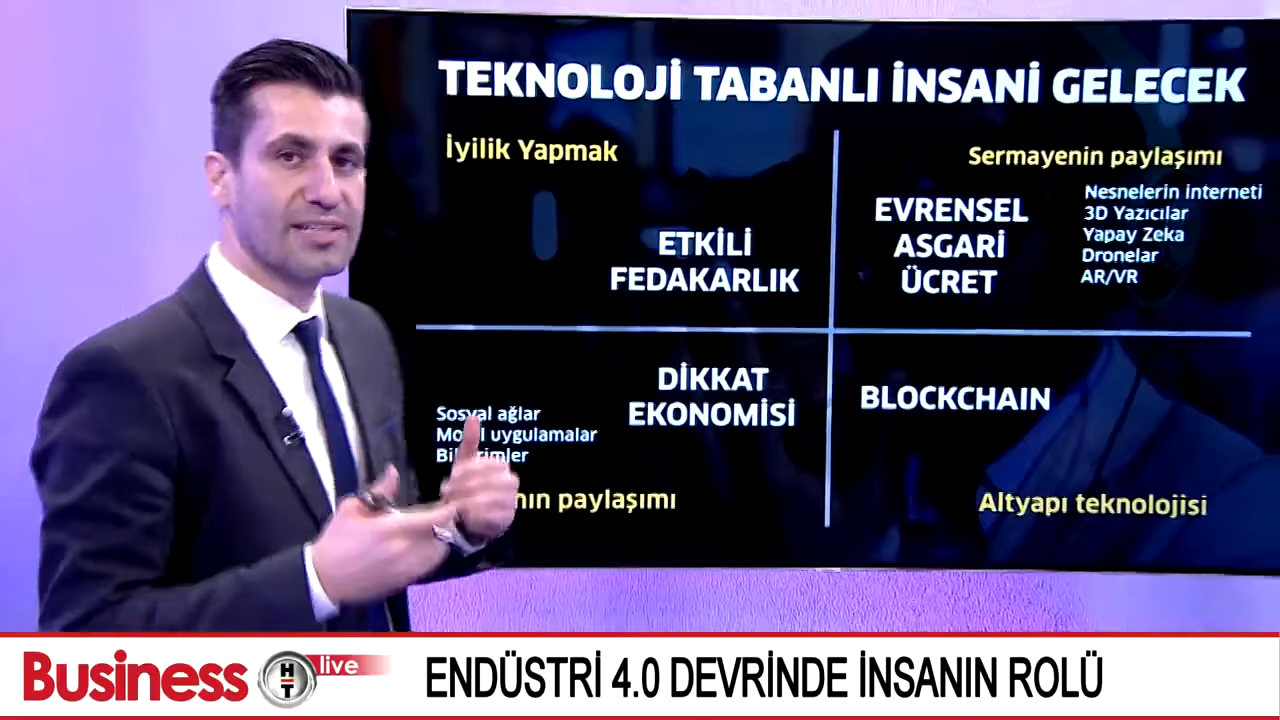 TEKNOLOJİ TABANLI İNSANİ GELECEK
İyilik Yapmak
ETKİLİ
FEDAKARLIK
Sermayenin paylaşımı
EVRENSEL
ASGARİ
ÜCRET
Nesnelerin interneti
3D Yazıcılar
Yapay Zeka
Dronelar
AR/VR
DİKKAT
EKONOMİSİ
Sosyal ağlar
uygulamalar
paylaşımı
BLOCKCHAIN
Altyapı teknolojisi
Business HT live
ENDÜSTRİ 4.0 DEVRİNDE İNSANIN ROLÜ